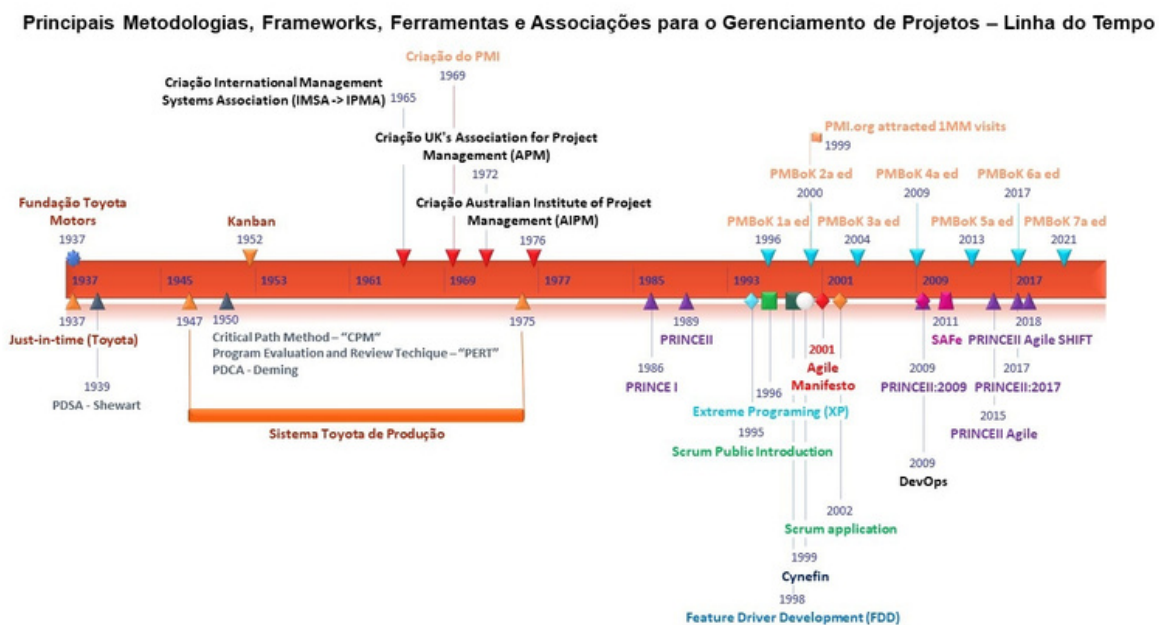 Principais Metodologias, Frameworks, Ferramentas e Associações para o Gerenciamento de Projetos – Linha do Tempo
Criação do PMI
1969
Criação International Management
Systems Association (IMSA -> IPMA)
1965
Criação UK's Association for Project
Management (APM)
1972
Criação Australian Institute of Project
Management (AIPM)
1976
PMI.org attracted 1MM visits
1999
PMBoK 2a ed
2000
PMBoK 4a ed
2009
PMBoK 6a ed
2017
Fundação Toyota
Motors
1937
Kanban
1952
PMBoK 1a ed
1996
PMBoK 3a ed
2004
PMBoK 5a ed
2013
PMBoK 7a ed
2021
1937 1945 1953 1961 1969 1977 1985 1993 2001 2009 2017
1937
Just-in-time (Toyota)
1939
PDSA - Shewart
1947
1950
Critical Path Method – "CPM"
Program Evaluation and Review Techique – "PERT"
PDCA - Deming
1975
Sistema Toyota de Produção
1986
PRINCE I
1989
PRINCEII
1996
Extreme Programing (XP)
1995
Scrum Public Introduction
2001
Agile
Manifesto
2002
Scrum application
1999
Cynefin
1998
Feature Driver Development (FDD)
2009
PRINCEII:2009
2009
DevOps
2011
SAFe
2018
PRINCEII Agile SHIFT
2017
PRINCEII:2017
2015
PRINCEII Agile